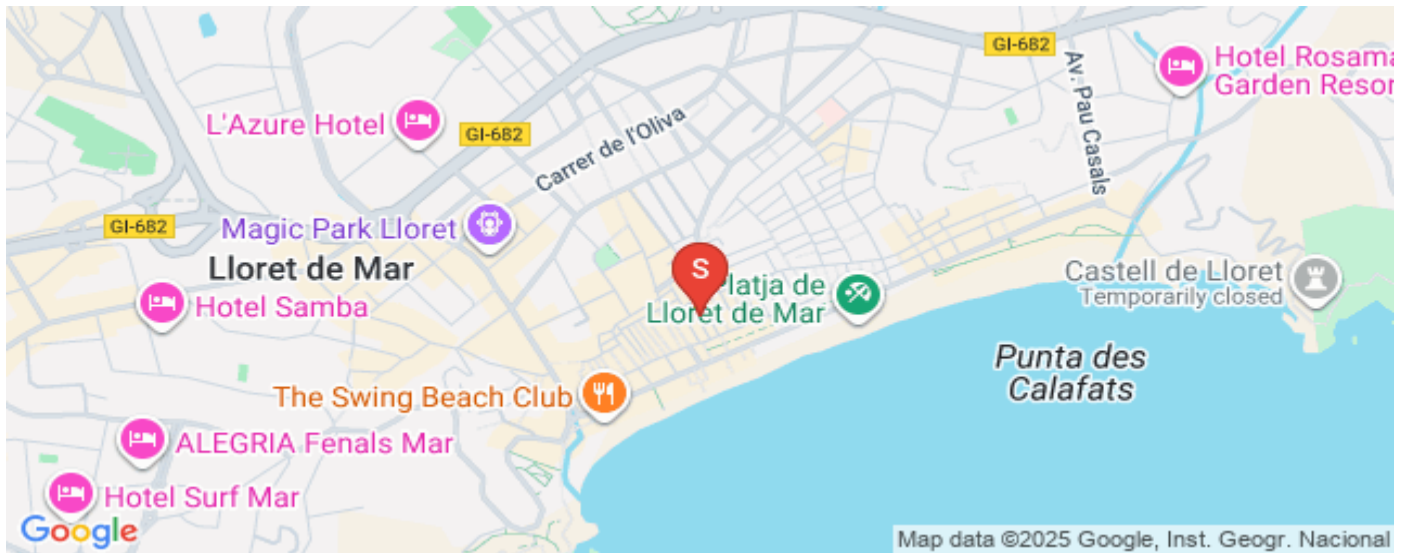 GI-682
Hotel Rosama
Garden Resor
Av. Pau Casals
L'Azure Hotel
GI-682
Carrer de l'Oliva
GI-682
Magic Park Lloret
Lloret de Mar
Hotel Samba
S
Platja de
Lloret de Mar
Castell de Lloret
Temporarily closed
Punta des
Calafats
The Swing Beach Club
ALEGRIA Fenals Mar
Hotel Surf Mar
Google
Map data ©2025 Google, Inst. Geogr. Nacional